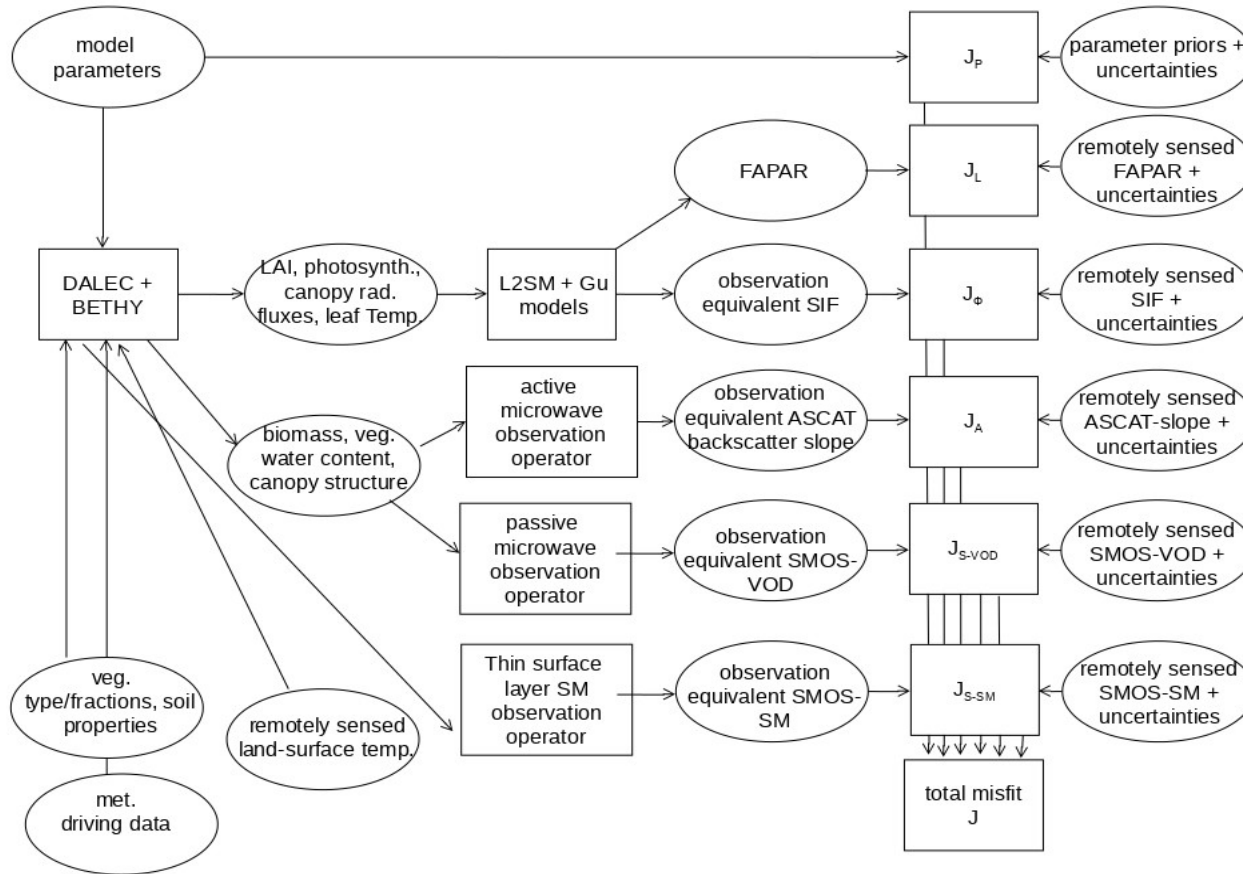 model
parameters
J_P
parameter priors +
uncertainties
FAPAR
J_L
remotely sensed
FAPAR +
uncertainties
DALEC +
BETHY
LAI, photosynth.,
canopy rad.
fluxes, leaf Temp.
L2SM + Gu
models
observation
equivalent SIF
J_Φ
remotely sensed
SIF +
uncertainties
biomass, veg.
water content,
canopy structure
active
microwave
observation
operator
observation
equivalent ASCAT
backscatter slope
J_A
remotely sensed
ASCAT-slope +
uncertainties
passive
microwave
observation
operator
observation
equivalent SMOS-
VOD
J_S-VOD
remotely sensed
SMOS-VOD +
uncertainties
veg.
type/fractions, soil
properties
remotely sensed
land-surface temp.
Thin surface
layer SM
observation
operator
observation
equivalent SMOS-
SM
J_S-SM
remotely sensed
SMOS-SM +
uncertainties
met.
driving data
total misfit
J